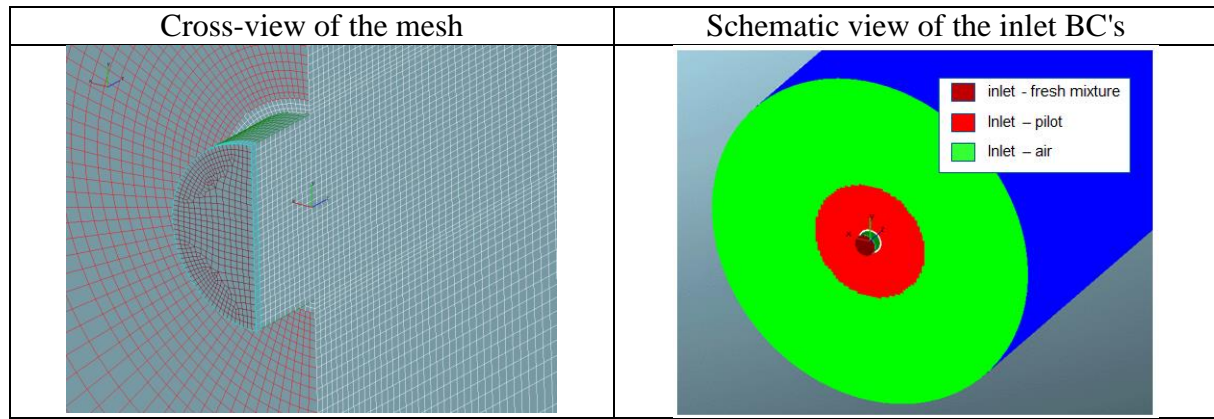 Cross-view of the mesh
Schematic view of the inlet BC's
inlet - fresh mixture
Inlet – pilot
Inlet – air